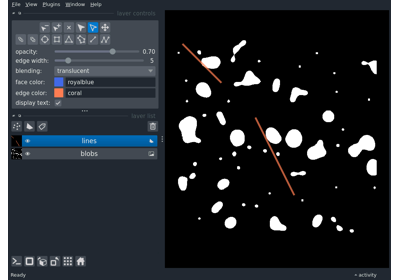 File View Plugins Window Help
layer controls
opacity: 0.70
edge width: 5
blending: translucent
face color: royalblue
edge color: coral
display text:
layer list
lines
blobs
Ready
activity